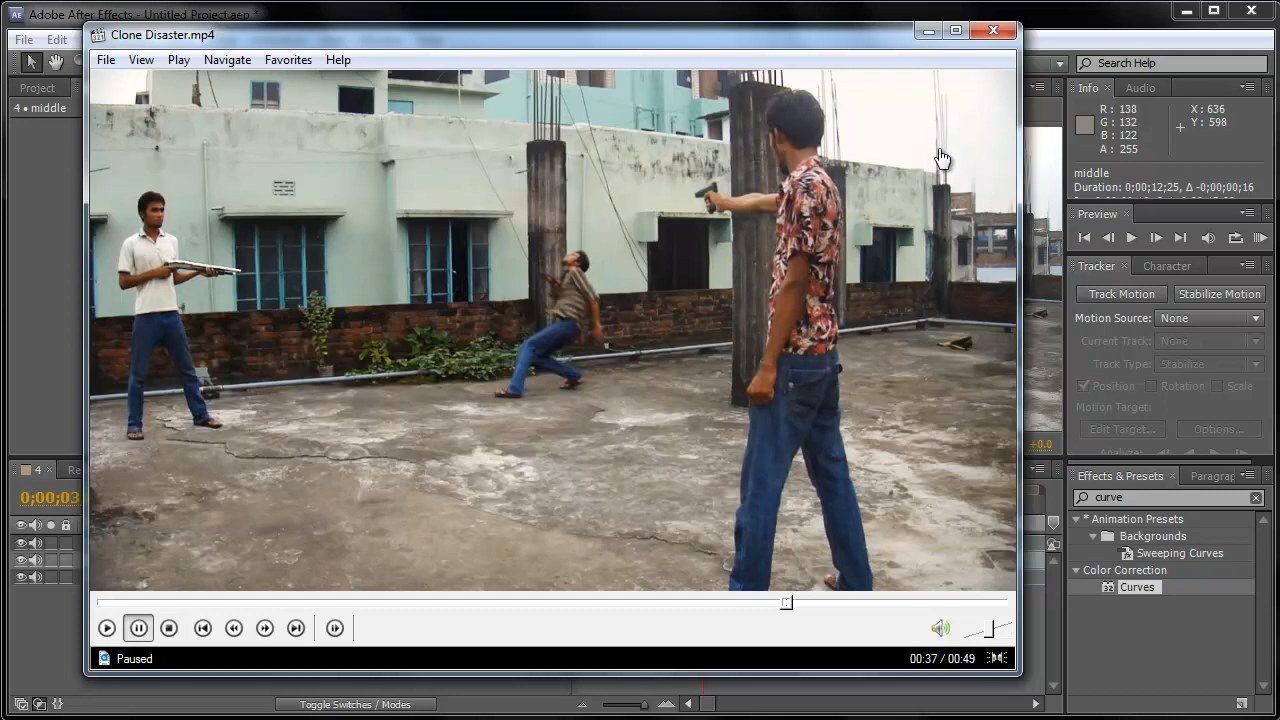 Adobe After Effects - Untitled Project.aep *
File Edit
Clone Disaster.mp4
File View Play Navigate Favorites Help
Search Help
Project
4 • middle
Info Audio
R : 138
G : 132
B : 122
A : 255
X : 636
Y : 598
middle
Duration: 0;00;12;25, Δ -0;00;00;16
Preview
Tracker Character
Track Motion Stabilize Motion
Motion Source: None
Current Track: None
Track Type: Stabilize
Position Rotation Scale
Motion Target:
Edit Target... Options...
+0.0
Effects & Presets Paragrap
curve
* Animation Presets
Backgrounds
Sweeping Curves
Color Correction
32 Curves
4 Re
0;00;03
Paused 00:37 / 00:49
Toggle Switches / Modes